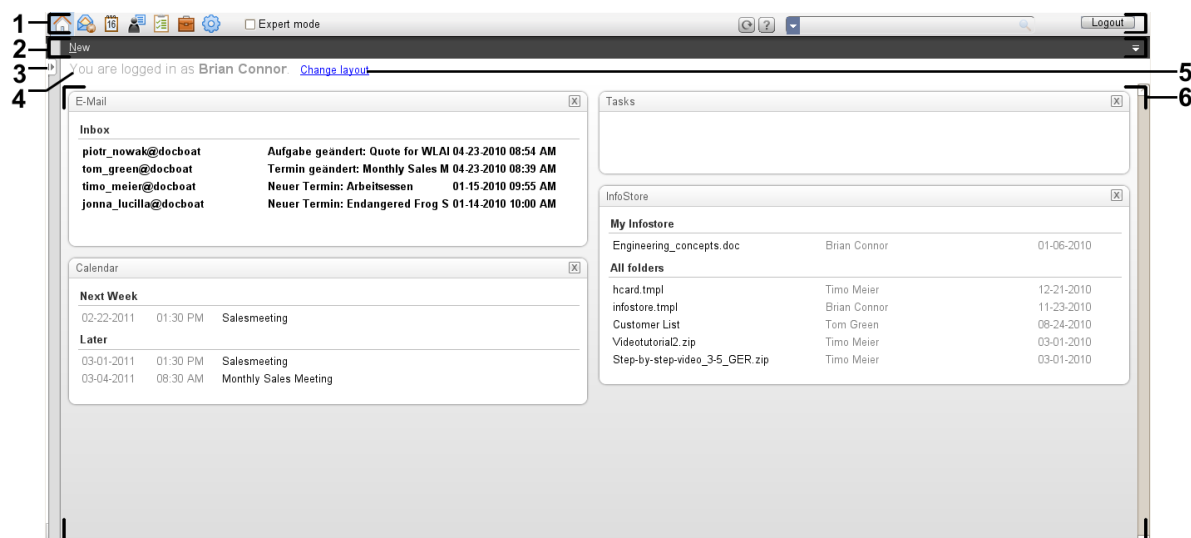 1
16
Expert mode
?
Logout
2
New
3
4
You are logged in as Brian Connor. Change layout
5
6
E-Mail X
Inbox
piotr_nowak@docboat Aufgabe geändert: Quote for WLAI 04-23-2010 08:54 AM
tom_green@docboat Termin geändert: Monthly Sales M 04-23-2010 08:39 AM
timo_meier@docboat Neuer Termin: Arbeitsessen 01-15-2010 09:55 AM
jonna_lucilla@docboat Neuer Termin: Endangered Frog S 01-14-2010 10:00 AM
Calendar X
Next Week
02-22-2011 01:30 PM Salesmeeting
Later
03-01-2011 01:30 PM Salesmeeting
03-04-2011 08:30 AM Monthly Sales Meeting
Tasks X
InfoStore X
My Infostore
Engineering_concepts.doc Brian Connor 01-06-2010
All folders
hcard.tmpl Timo Meier 12-21-2010
infostore.tmpl Brian Connor 11-23-2010
Customer List Tom Green 08-24-2010
Videotutorial2.zip Timo Meier 03-01-2010
Step-by-step-video_3-5_GER.zip Timo Meier 03-01-2010